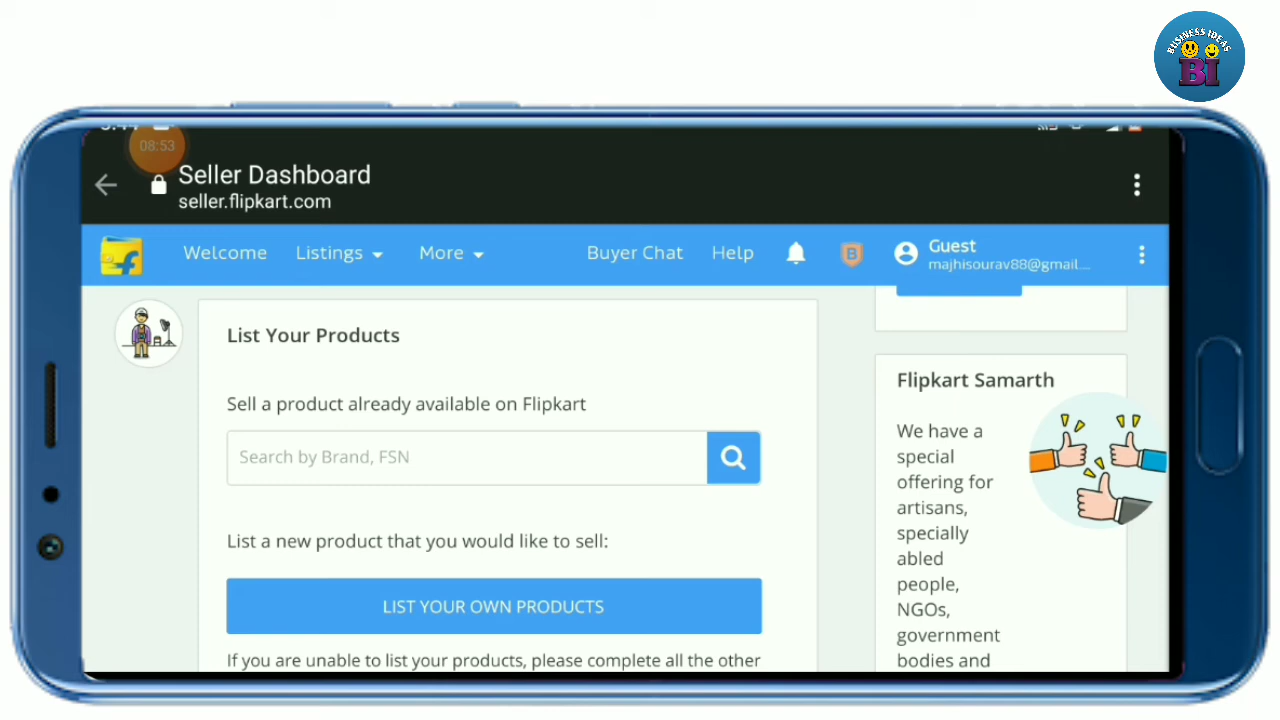 BUSINESS IDEAS
BI
08:53
Seller Dashboard
seller.flipkart.com
Welcome
Listings
More
Buyer Chat
Help
B
Guest
majhisourav88@gmail....
List Your Products
Sell a product already available on Flipkart
Search by Brand, FSN
List a new product that you would like to sell:
LIST YOUR OWN PRODUCTS
If you are unable to list your products, please complete all the other
Flipkart Samarth
We have a
special
offering for
artisans,
specially
abled
people,
NGOs,
government
bodies and